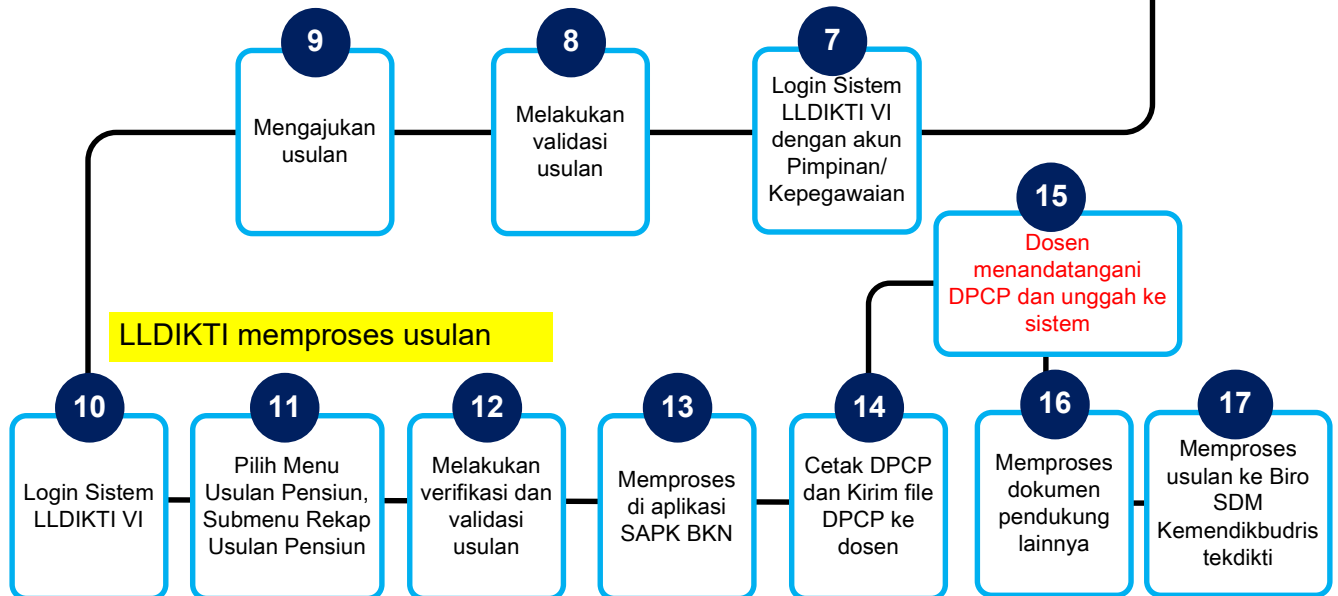 9
Mengajukan
usulan
8
Melakukan
validasi
usulan
7
Login Sistem
LLDIKTI VI
dengan akun
Pimpinan/
Kepegawaian
15
Dosen
menandatangani
DPCP dan unggah ke
sistem
LLDIKTI memproses usulan
10
Login Sistem
LLDIKTI VI
11
Pilih Menu
Usulan Pensiun,
Submenu Rekap
Usulan Pensiun
12
Melakukan
verifikasi dan
validasi
usulan
13
Memproses
di aplikasi
SAPK BKN
14
Cetak DPCP
dan Kirim file
DPCP ke
dosen
16
Memproses
dokumen
pendukung
lainnya
17
Memproses
usulan ke Biro
SDM
Kemendikbudris
tekdikti